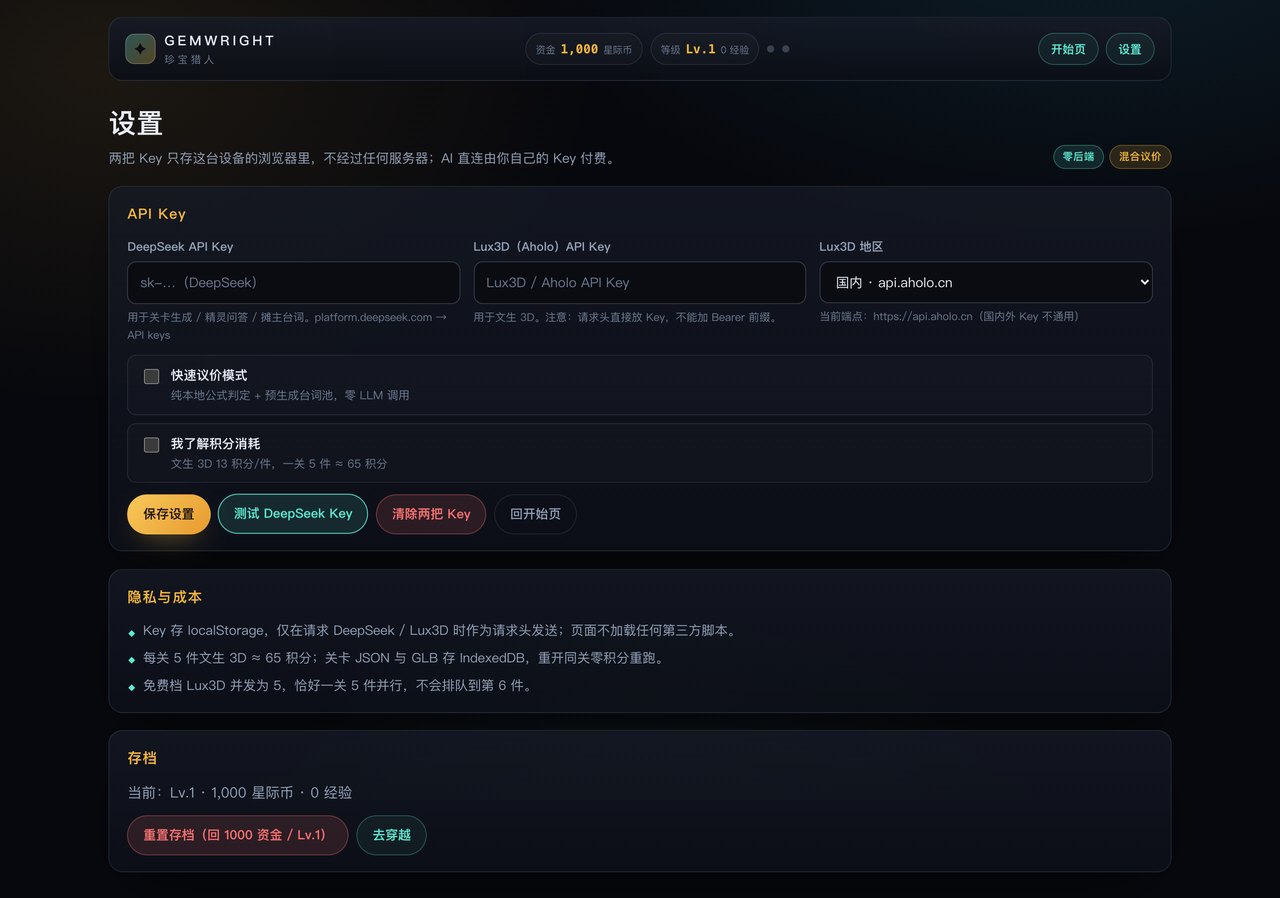 GEMWRIGHT
珍宝猎人
资金 1,000 星际币
等级 Lv.1 0 经验
开始页
设置
设置
两把 Key 只存这台设备的浏览器里，不经过任何服务器；AI 直连由你自己的 Key 付费。
零后端
混合议价
API Key
DeepSeek API Key
sk-...（DeepSeek）
用于关卡生成 / 精灵问答 / 摊主台词。platform.deepseek.com →
API keys
Lux3D（Aholo）API Key
Lux3D / Aholo API Key
用于文生 3D。注意：请求头直接放 Key，不能加 Bearer 前缀。
Lux3D 地区
国内 · api.aholo.cn
当前端点：https://api.aholo.cn（国内外 Key 不通用）
快速议价模式
纯本地公式判定 + 预生成台词池，零 LLM 调用
我了解积分消耗
文生 3D 13 积分/件，一关 5 件 ≈ 65 积分
保存设置
测试 DeepSeek Key
清除两把 Key
回开始页
隐私与成本
Key 存 localStorage，仅在请求 DeepSeek / Lux3D 时作为请求头发送；页面不加载任何第三方脚本。
每关 5 件文生 3D ≈ 65 积分；关卡 JSON 与 GLB 存 IndexedDB，重开同关零积分重跑。
免费档 Lux3D 并发为 5，恰好一关 5 件并行，不会排队到第 6 件。
存档
当前：Lv.1 · 1,000 星际币 · 0 经验
重置存档（回 1000 资金 / Lv.1）
去穿越